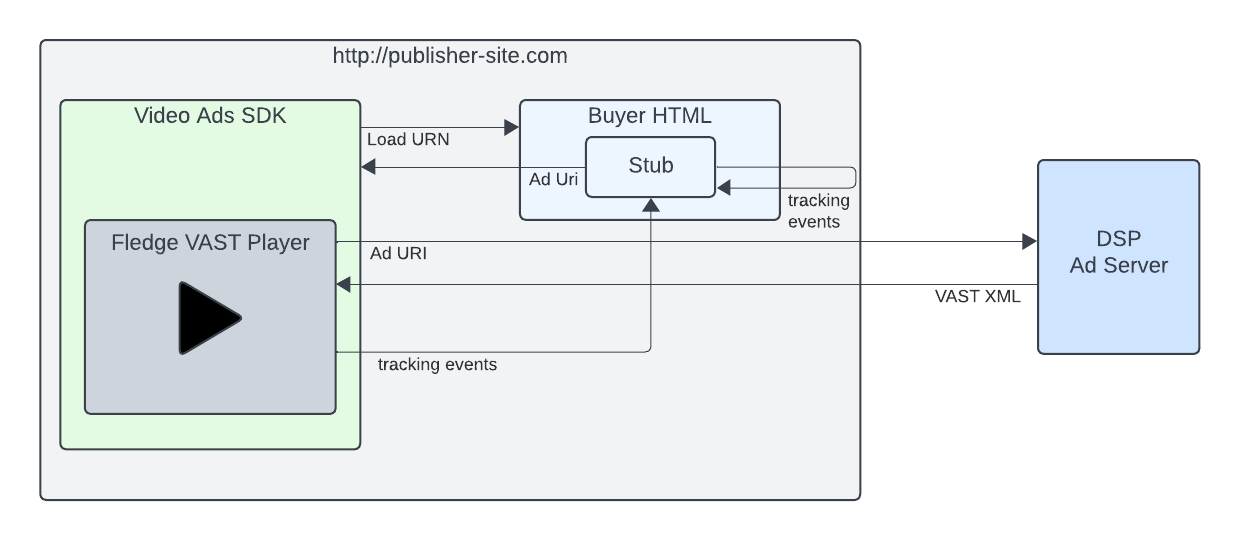 http://publisher-site.com
Video Ads SDK
Buyer HTML
Load URN
Stub
Ad Uri
tracking
events
Fledge VAST Player
Ad URI
DSP
Ad Server
VAST XML
tracking events